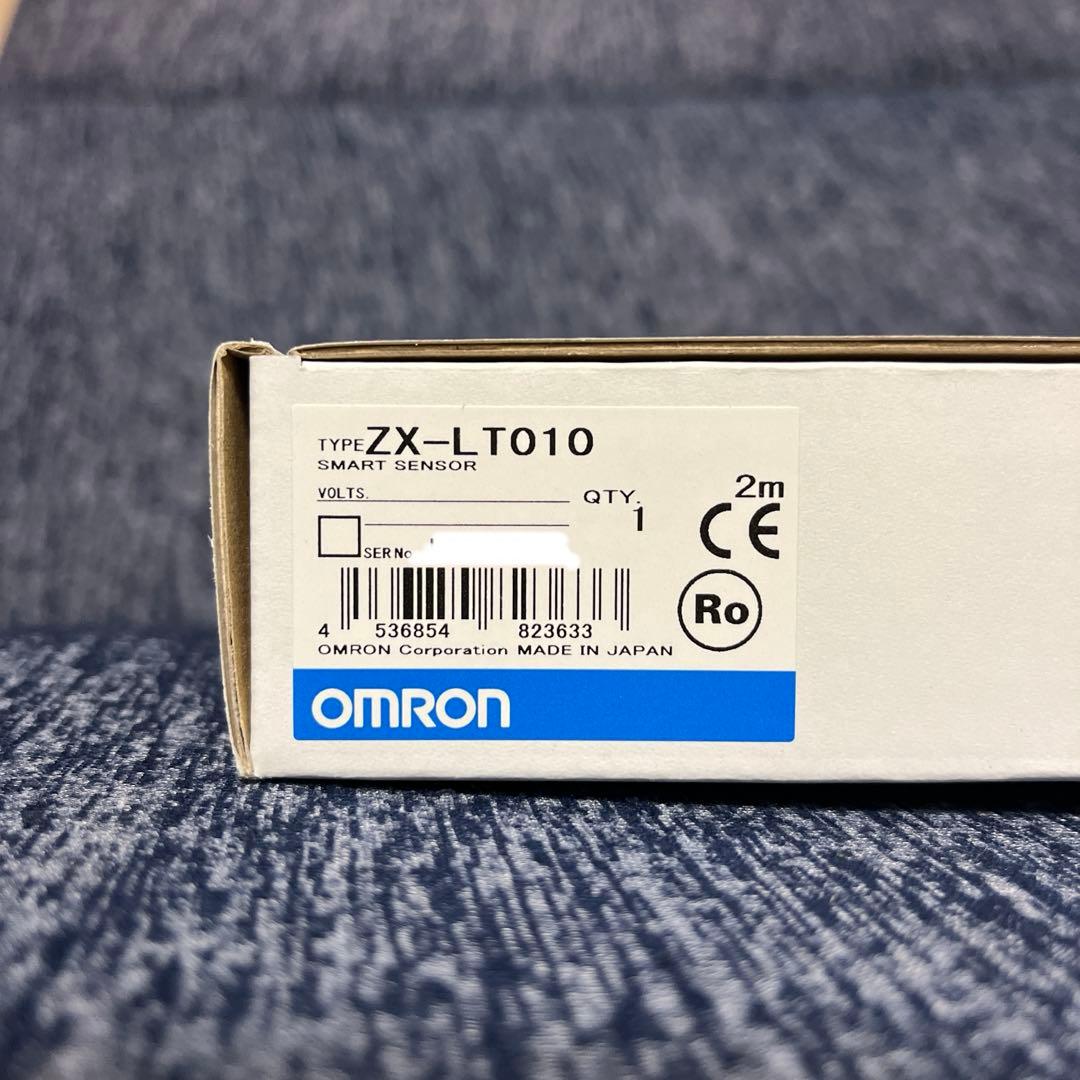 TYPE ZX-LT010
SMART SENSOR
VOLTS.
QTY.
1
2m
CE
SER No.
Ro
4 536854 823633
OMRON Corporation MADE IN JAPAN
OMRON